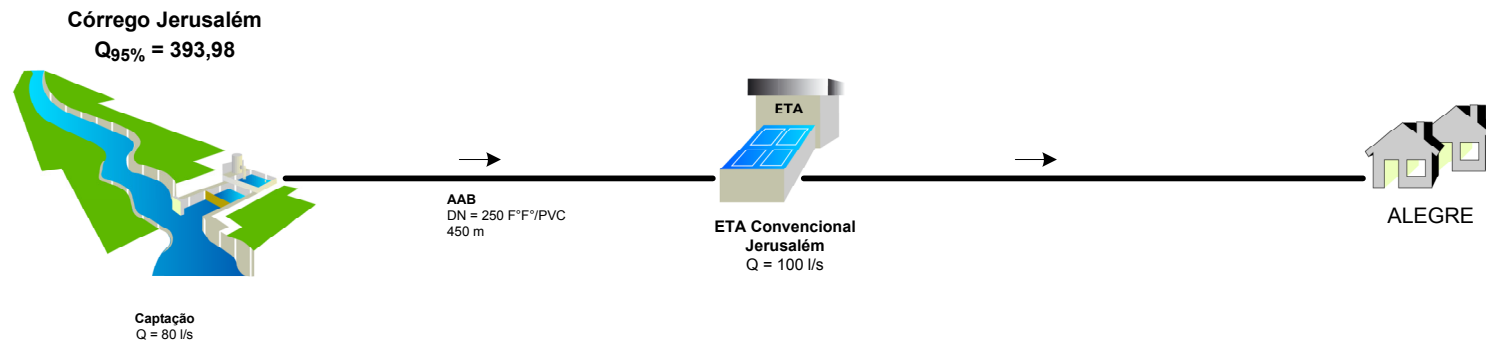 Córrego Jerusalém
Q95% = 393,98
ETA
AAB
DN = 250 F°F°/PVC
450 m
ETA Convencional
Jerusalém
Q = 100 l/s
ALEGRE
Captação
Q = 80 l/s